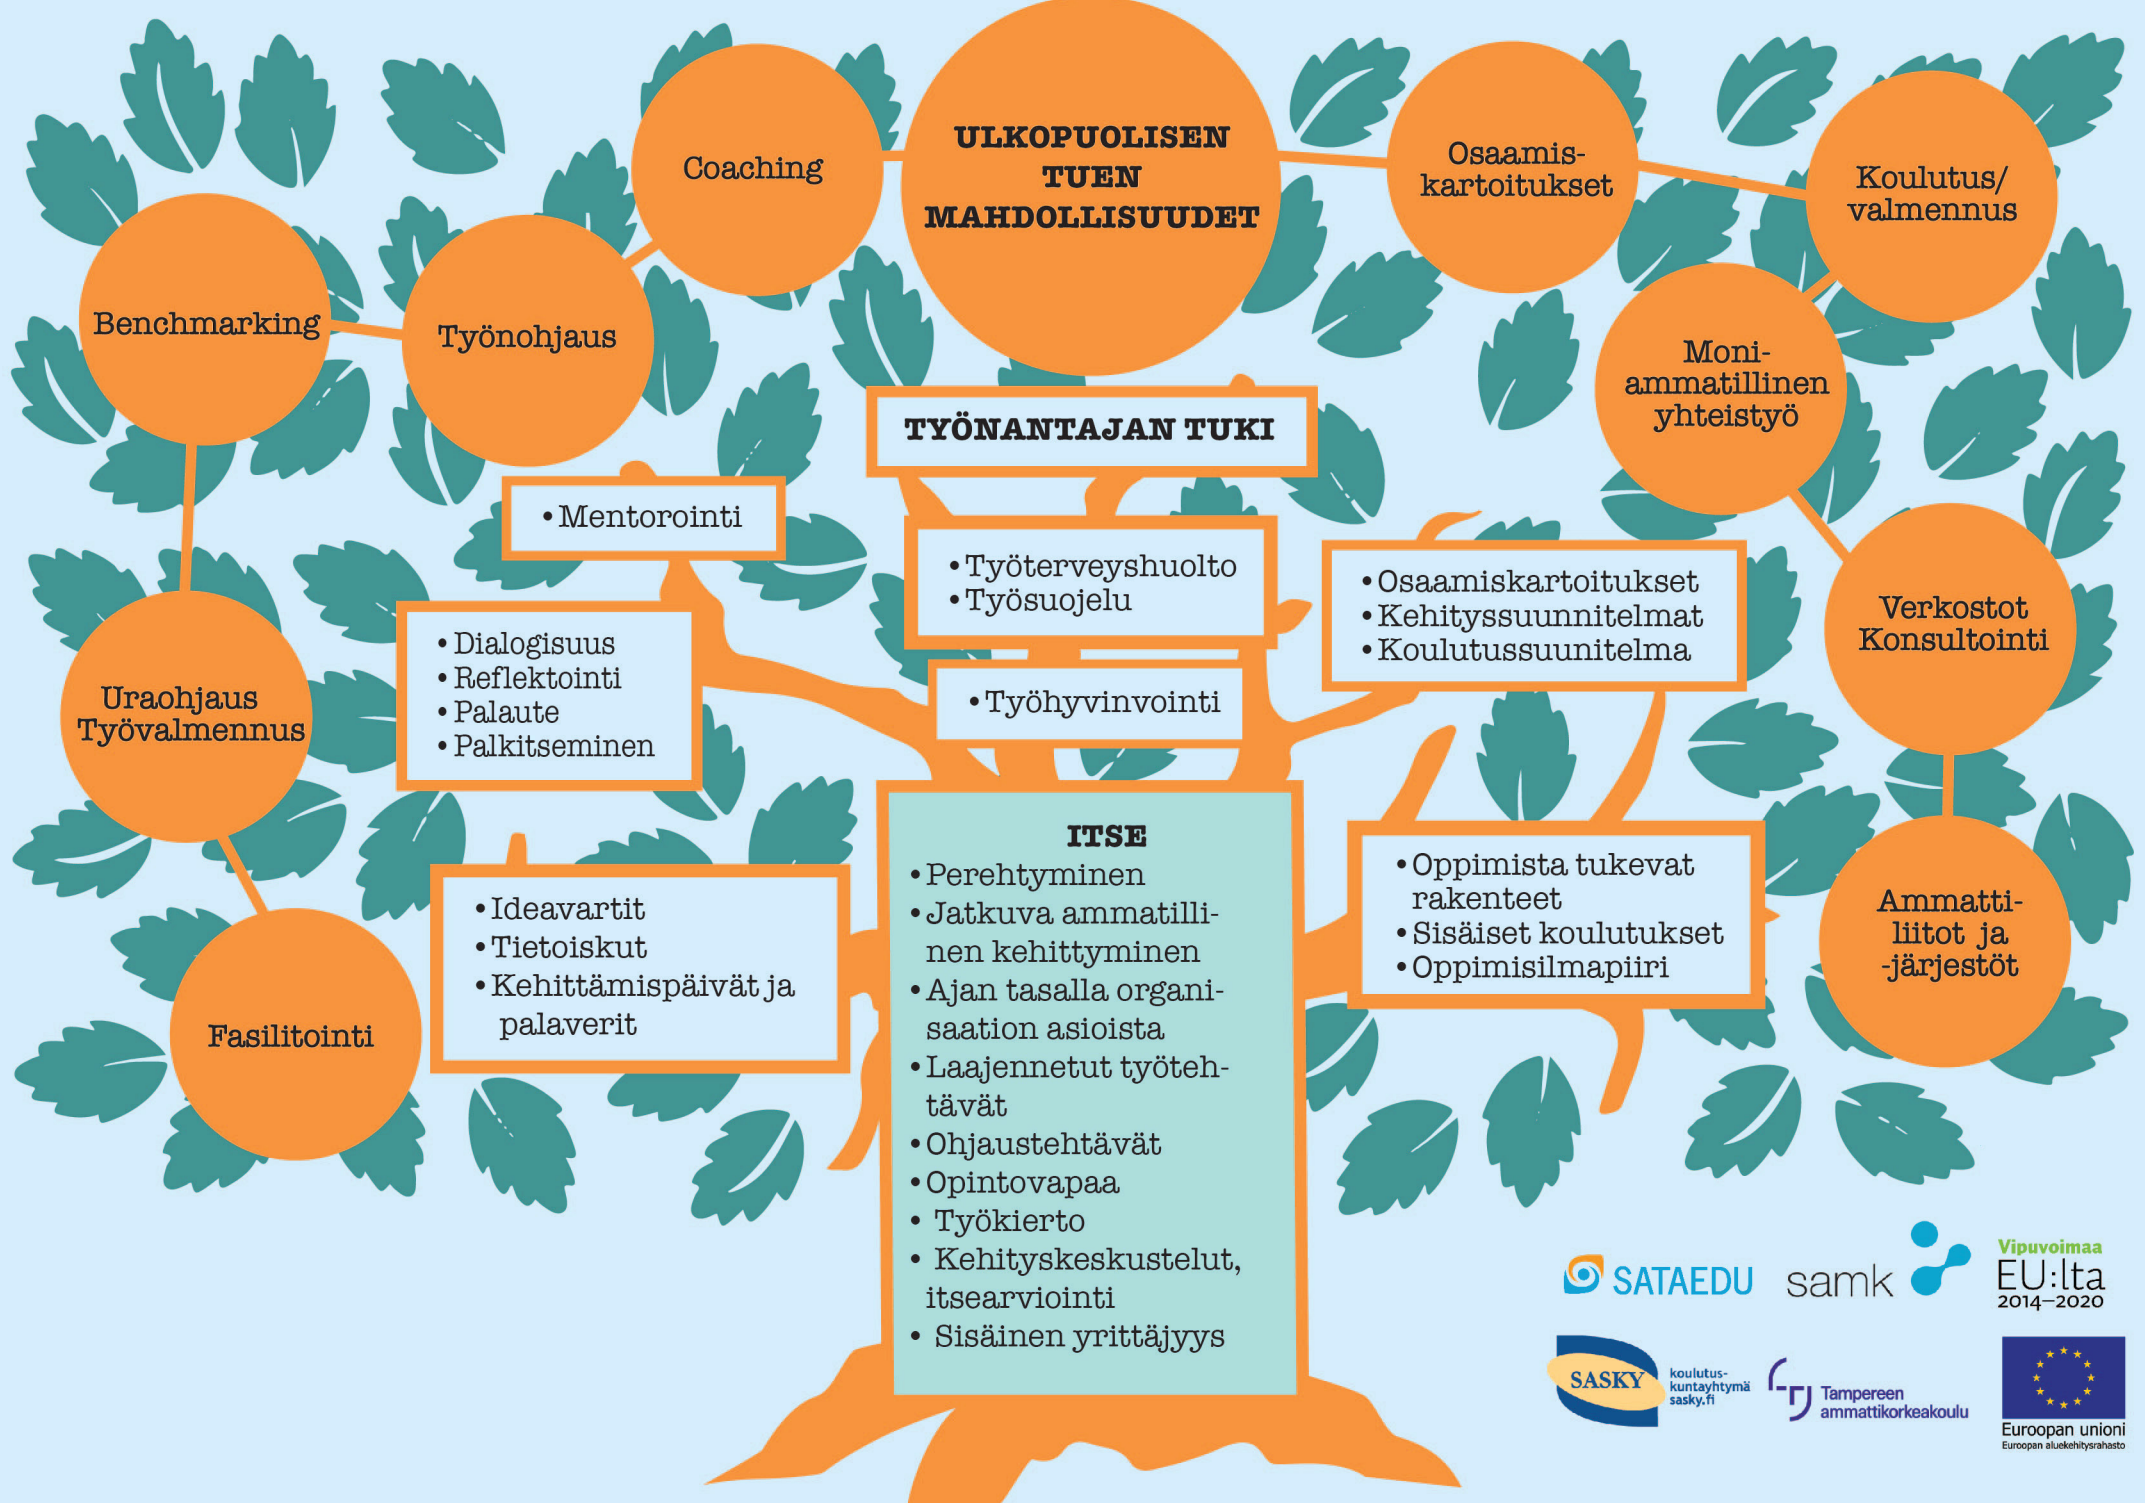 ULKOPUOLISEN
TUEN
MAHDOLLISUUDET
Coaching
Työnohjaus
Benchmarking
Uraohjaus
Työvalmennus
Fasilitointi
Osaamis-
kartoitukset
Koulutus/
valmennus
Moni-
ammatillinen
yhteistyö
Verkostot
Konsultointi
Ammatti-
liitot ja
-järjestöt
TYÖNANTAJAN TUKI
• Mentorointi
• Työterveyshuolto
• Työsuojelu
• Työhyvinvointi
• Dialogisuus
• Reflektointi
• Palaute
• Palkitseminen
• Osaamiskartoitukset
• Kehityssuunnitelmat
• Koulutussuunitelma
• Ideavartit
• Tietoiskut
• Kehittämispäivät ja
palaverit
• Oppimista tukevat
rakenteet
• Sisäiset koulutukset
• Oppimisilmapiiri
ITSE
• Perehtyminen
• Jatkuva ammatilli-
nen kehittyminen
• Ajan tasalla organi-
saation asioista
• Laajennetut työteh-
tävät
• Ohjaustehtävät
• Opintovapaa
• Työkierto
• Kehityskeskustelut,
itsearviointi
• Sisäinen yrittäjyys
SATAEDU
samk
Vipuvoimaa
EU:lta
2014–2020
SASKY
koulutus-
kuntayhtymä
sasky.fi
Tampereen
ammattikorkeakoulu
Euroopan unioni
Euroopan aluekehitysrahasto